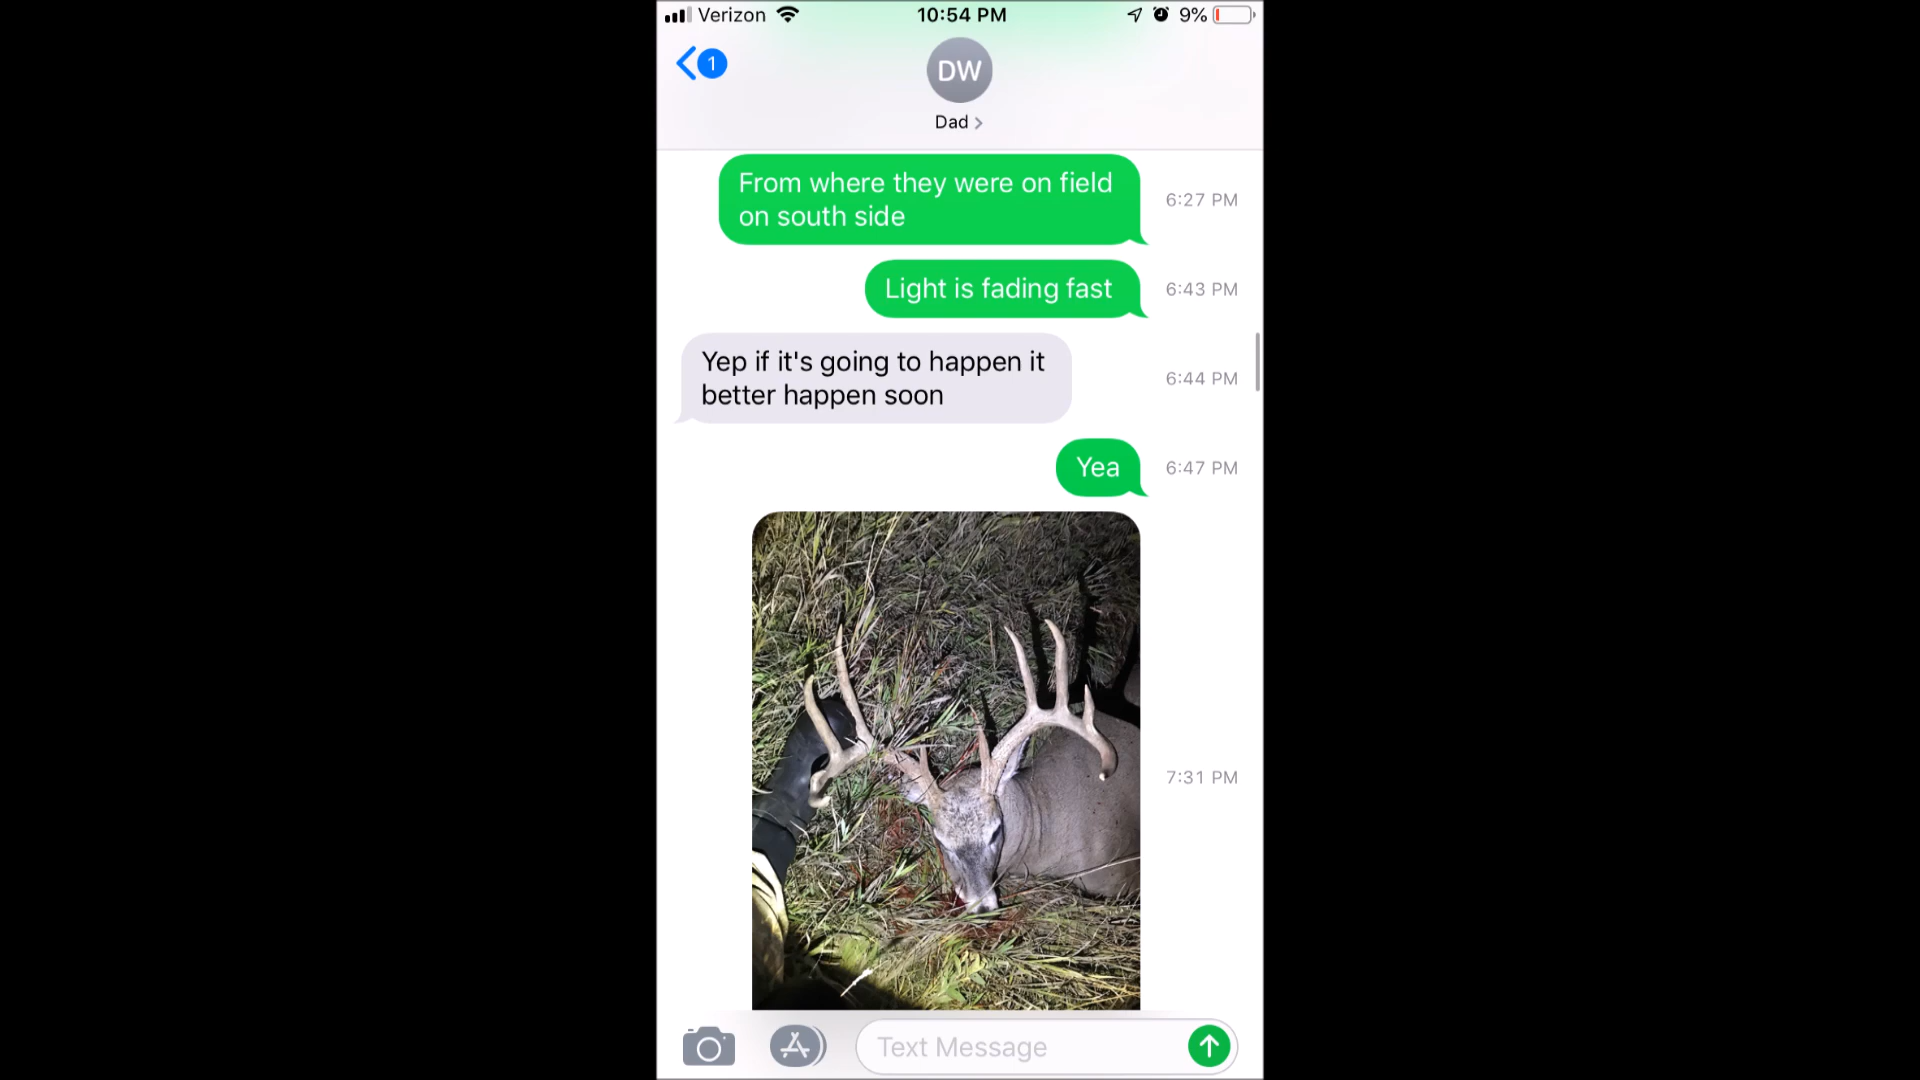 Verizon 10:54 PM 9%
1
DW
Dad
From where they were on field
on south side
6:27 PM
Light is fading fast
6:43 PM
Yep if it's going to happen it
better happen soon
6:44 PM
Yea
6:47 PM
7:31 PM
Text Message